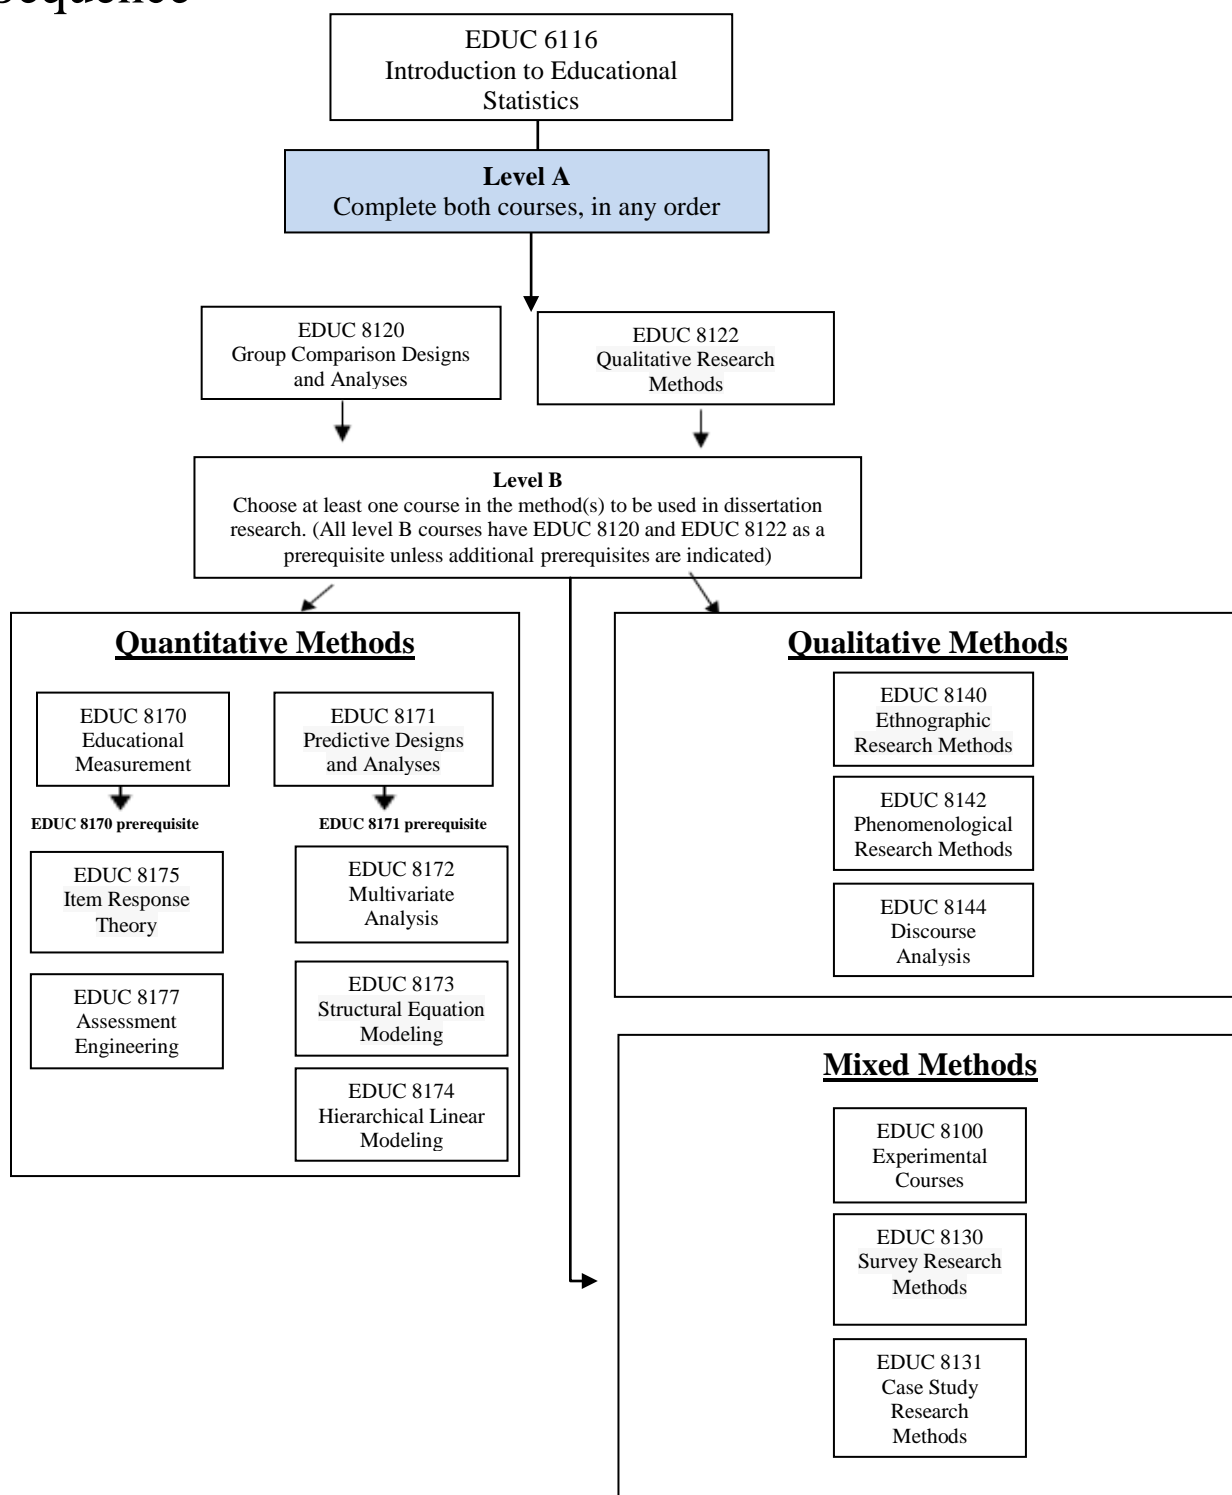 EDUC 6116
Introduction to Educational
Statistics
Level A
Complete both courses, in any order
EDUC 8120
Group Comparison Designs
and Analyses
EDUC 8122
Qualitative Research
Methods
Level B
Choose at least one course in the method(s) to be used in dissertation
research. (All level B courses have EDUC 8120 and EDUC 8122 as a
prerequisite unless additional prerequisites are indicated)
Quantitative Methods
EDUC 8170
Educational
Measurement
EDUC 8170 prerequisite
EDUC 8175
Item Response
Theory
EDUC 8177
Assessment
Engineering
EDUC 8171
Predictive Designs
and Analyses
EDUC 8171 prerequisite
EDUC 8172
Multivariate
Analysis
EDUC 8173
Structural Equation
Modeling
EDUC 8174
Hierarchical Linear
Modeling
Qualitative Methods
EDUC 8140
Ethnographic
Research Methods
EDUC 8142
Phenomenological
Research Methods
EDUC 8144
Discourse
Analysis
Mixed Methods
EDUC 8100
Experimental
Courses
EDUC 8130
Survey Research
Methods
EDUC 8131
Case Study
Research
Methods